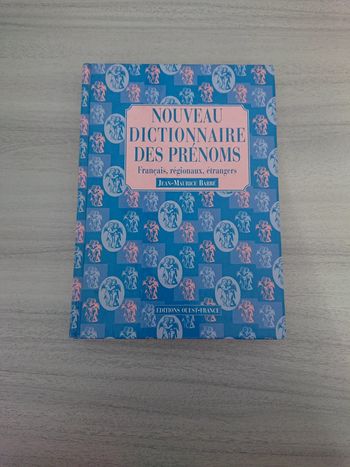 NOUVEAU
DICTIONNAIRE
DES PRÉNOMS
Français, régionaux, étrangers
JEAN-MAURICE BARBÉ
EDITIONS OUEST-FRANCE